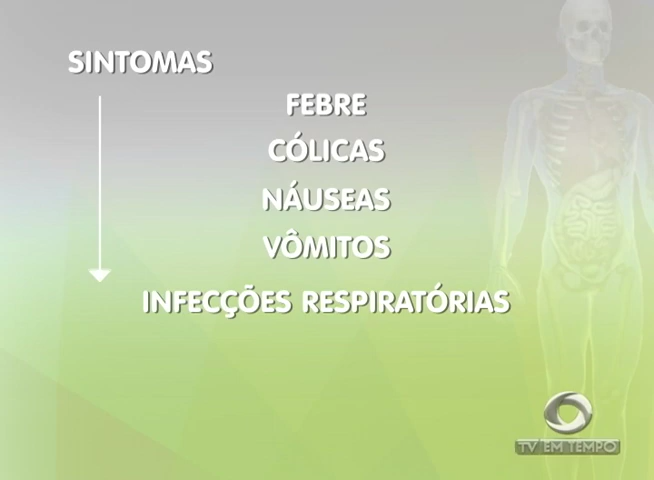 SINTOMAS
FEBRE
CÓLICAS
NÁUSEAS
VÔMITOS
INFECÇÕES RESPIRATÓRIAS
TV EM TEMPO